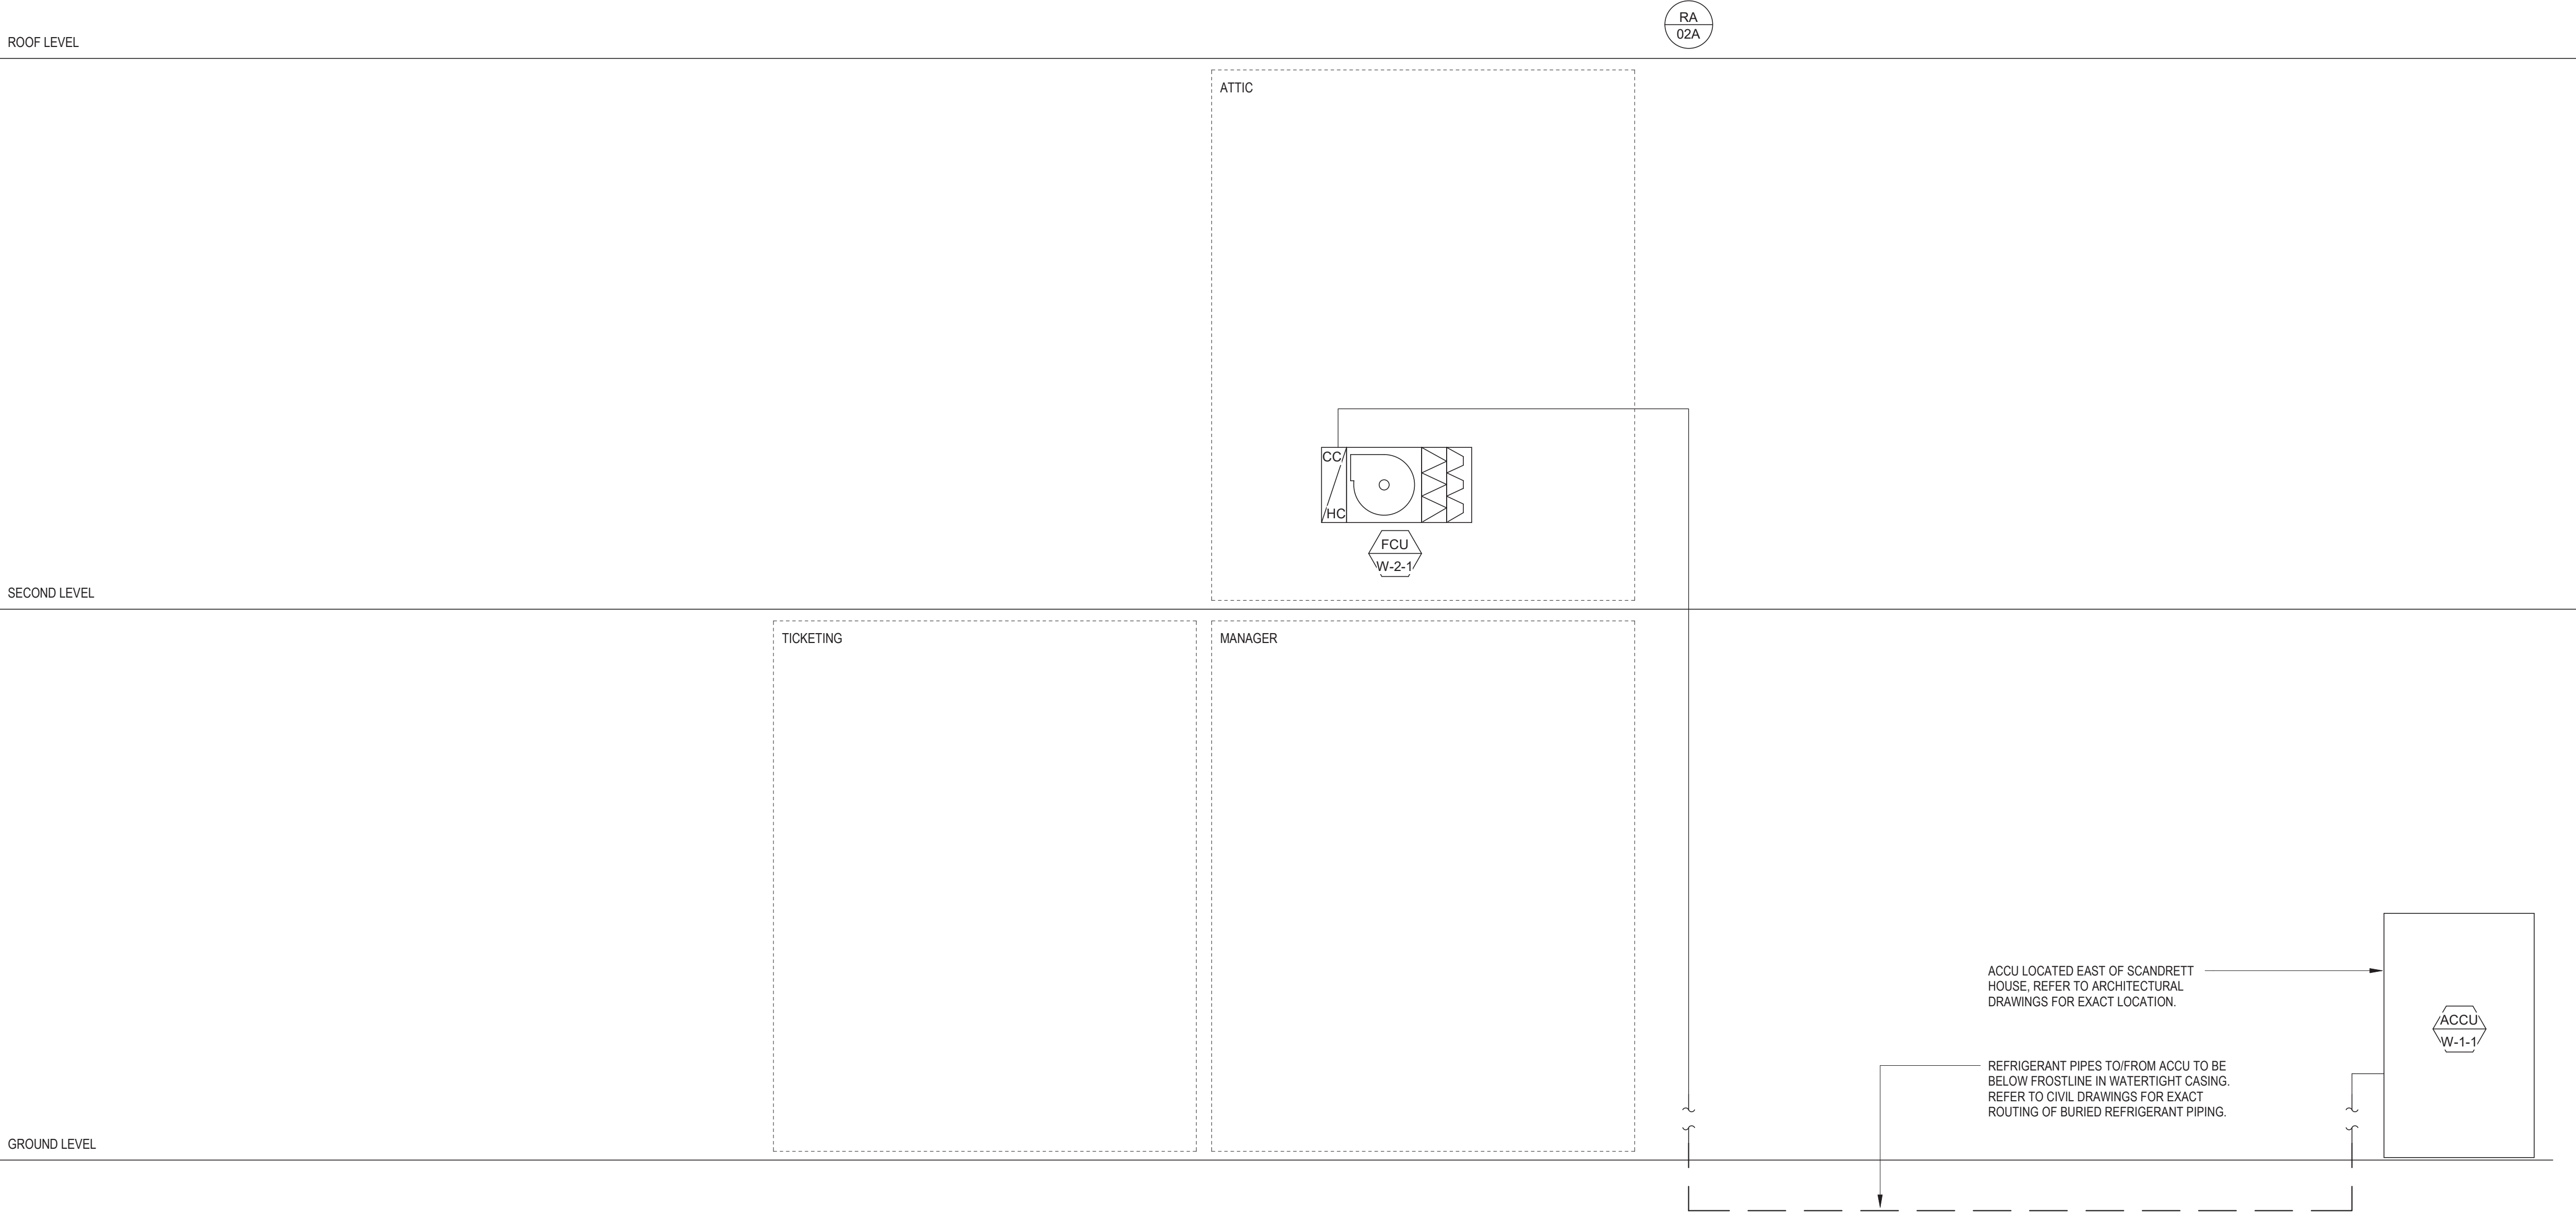 RA
02A
ROOF LEVEL
ATTIC
CC
HC
FCU
W-2-1
SECOND LEVEL
TICKETING
MANAGER
ACCU LOCATED EAST OF SCANDRETT
HOUSE, REFER TO ARCHITECTURAL
DRAWINGS FOR EXACT LOCATION.
ACCU
W-1-1
REFRIGERANT PIPES TO/FROM ACCU TO BE
BELOW FROSTLINE IN WATERTIGHT CASING.
REFER TO CIVIL DRAWINGS FOR EXACT
ROUTING OF BURIED REFRIGERANT PIPING.
GROUND LEVEL